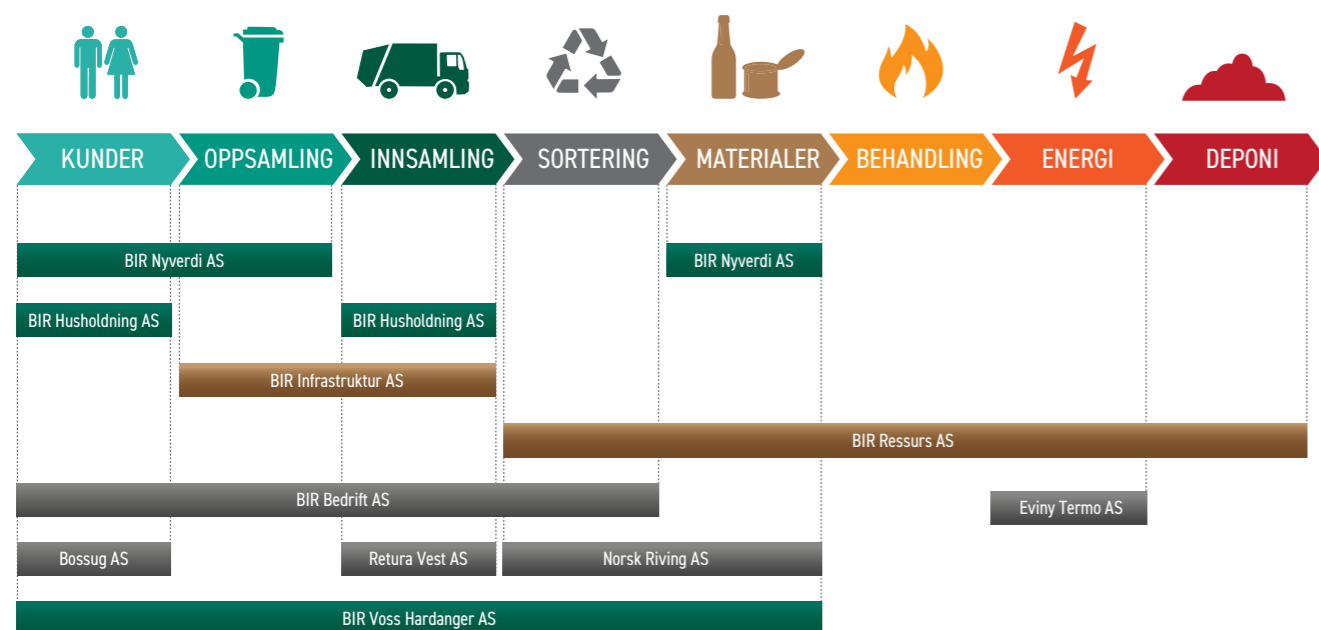 KUNDER OPPSAMLING INNSAMLING SORTERING MATERIALER BEHANDLING ENERGI DEPONI
BIR Nyverdi AS BIR Nyverdi AS
BIR Husholdning AS BIR Husholdning AS
BIR Infrastruktur AS
BIR Ressurs AS
BIR Bedrift AS Eviny Termo AS
Bossug AS Retura Vest AS Norsk Riving AS
BIR Voss Hardanger AS